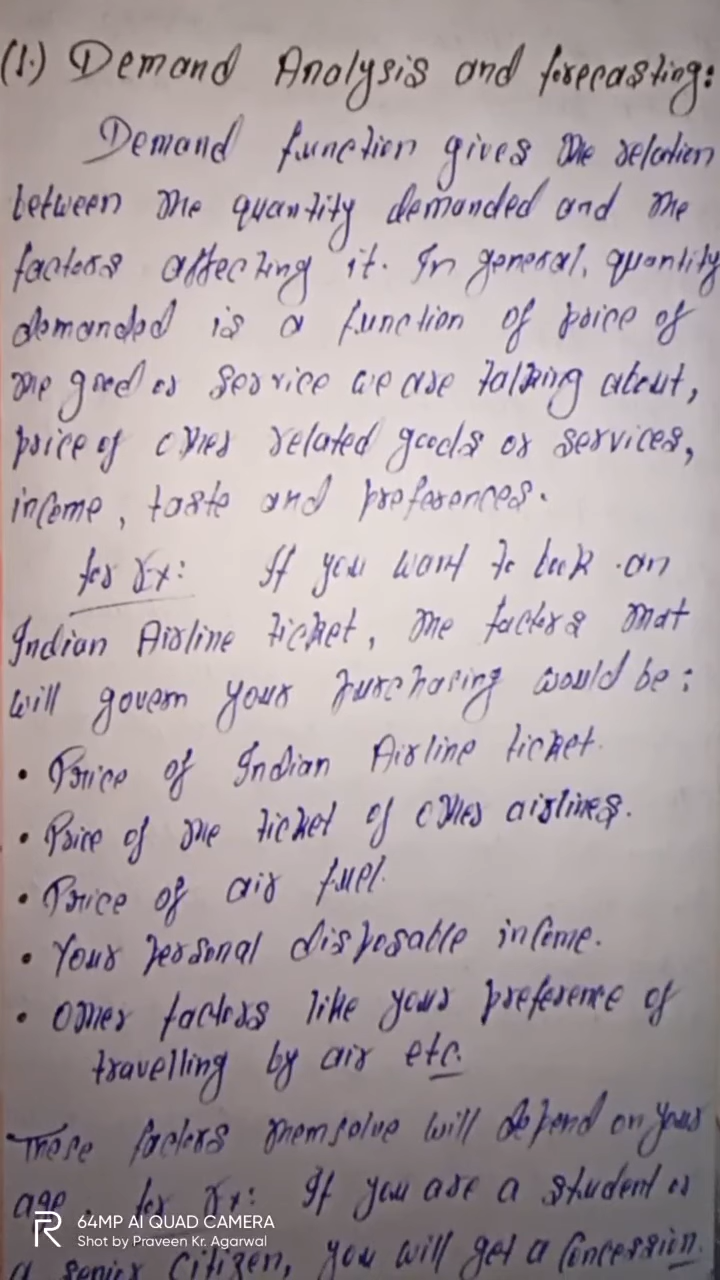 (1.) Demand Analysis and forecasting:
Demand function gives the relation
between the quantity demanded and the
factors affecting it. In general, quantity
demanded is a function of price of
the good or service we are talking about,
price of other related goods or services,
income, taste and preferences.
for Ex: If you want to book an
Indian Airline ticket, the factors that
will govern your purchasing would be:
• Price of Indian Airline ticket.
• Price of the ticket of other airlines.
• Price of air fuel.
• Your personal disposable income.
• Other factors like your preference of
travelling by air etc.
These factors themselve will depend on your
age. for Ex: If you are a student or
a senior citizen, you will get a concession.
R
64MP AI QUAD CAMERA
Shot by Praveen Kr. Agarwal